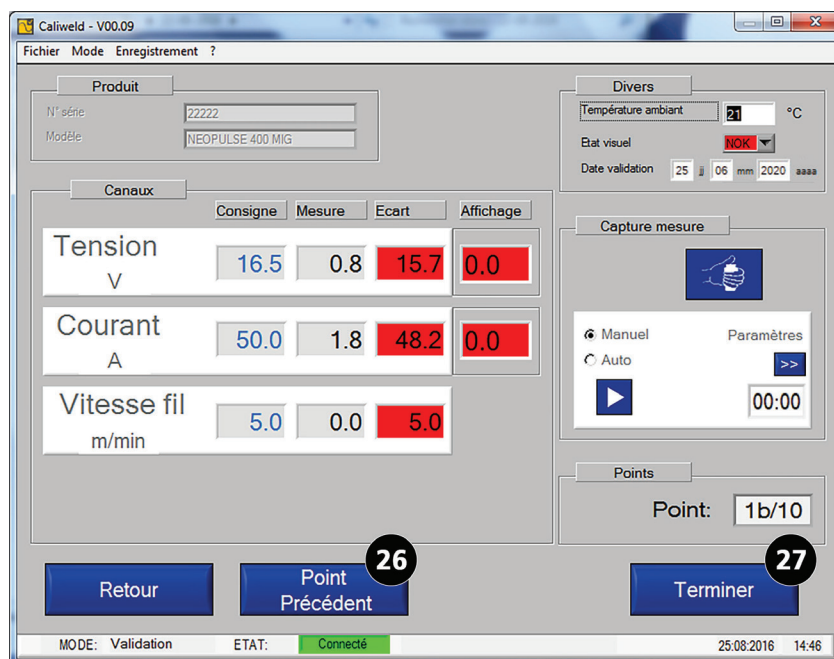 Caliweld - V00.09
Fichier Mode Enregistrement ?
Produit
N° série 22222
Modèle NEOPULSE 400 MIG
Divers
Température ambiant 21 °C
Etat visuel NOK
Date validation 25 jj 06 mm 2020 aaaa
Canaux
Consigne Mesure Ecart Affichage
Tension
V
16.5 0.8 15.7 0.0
Courant
A
50.0 1.8 48.2 0.0
Vitesse fil
m/min
5.0 0.0 5.0
Capture mesure
Manuel
Auto
Paramètres
>>
00:00
Points
Point: 1b/10
Retour
Point
Précédent
26
Terminer
27
MODE: Validation ETAT: Connecté 25:08:2016 14:46